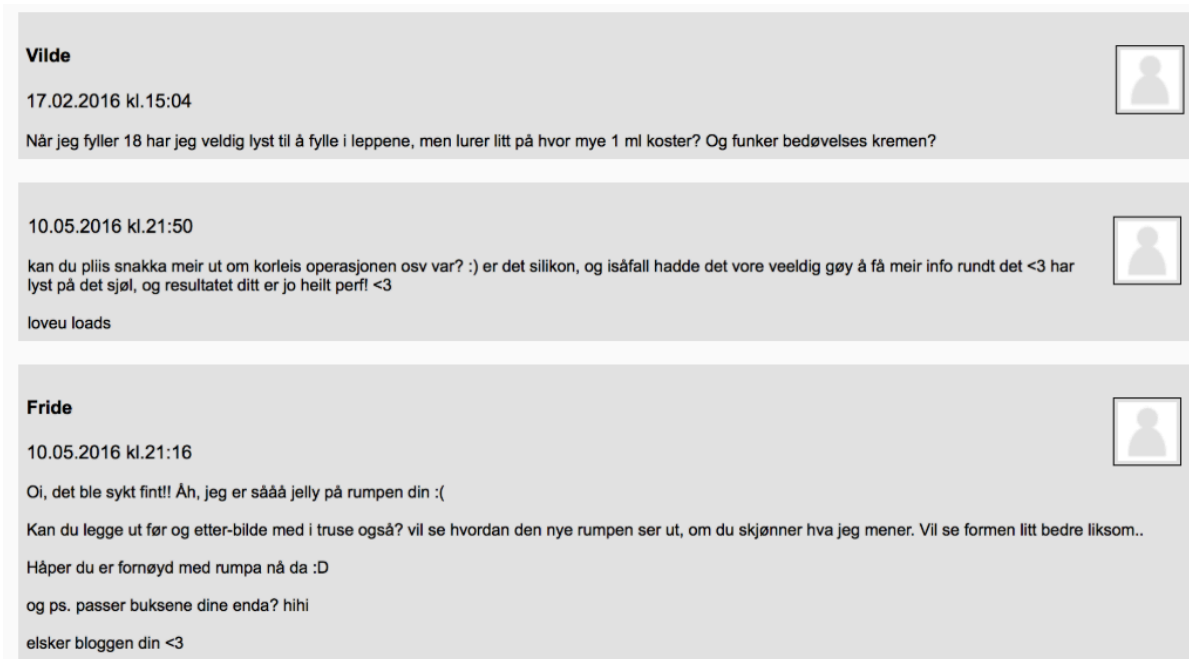 Vilde
17.02.2016 kl.15:04
Når jeg fyller 18 har jeg veldig lyst til å fylle i leppene, men lurer litt på hvor mye 1 ml koster? Og funker bedøvelses kremen?
10.05.2016 kl.21:50
kan du pliis snakka meir ut om korleis operasjonen osv var? :) er det silikon, og isåfall hadde det vore veeldig gøy å få meir info rundt det <3 har
lyst på det sjøl, og resultatet ditt er jo heilt perf! <3
loveu loads
Fride
10.05.2016 kl.21:16
Oi, det ble sykt fint!! Åh, jeg er sååå jelly på rumpen din :(
Kan du legge ut før og etter-bilde med i truse også? vil se hvordan den nye rumpen ser ut, om du skjønner hva jeg mener. Vil se formen litt bedre liksom..
Håper du er fornøyd med rumpa nå da :D
og ps. passer buksene dine enda? hihi
elsker bloggen din <3